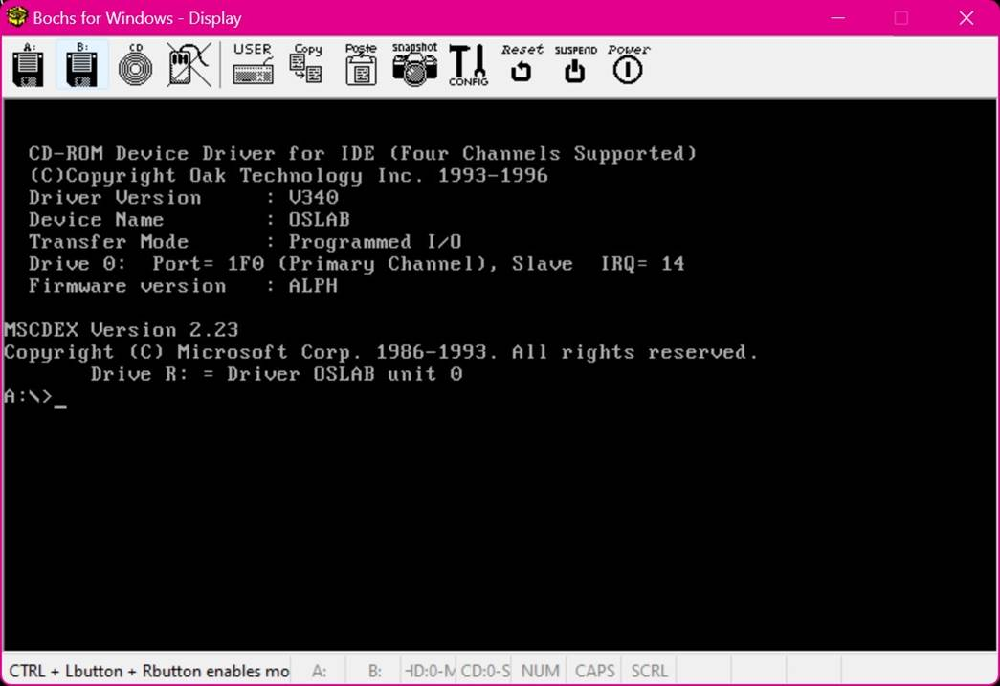 Bochs for Windows - Display
A: B: CD USER Copy Paste snapshot CONFIG Reset SUSPEND Power
CD-ROM Device Driver for IDE (Four Channels Supported)
(C)Copyright Oak Technology Inc. 1993-1996
Driver Version : V340
Device Name : OSLAB
Transfer Mode : Programmed I/O
Drive 0: Port= 1F0 (Primary Channel), Slave IRQ= 14
Firmware version : ALPH
MSCDEX Version 2.23
Copyright (C) Microsoft Corp. 1986-1993. All rights reserved.
Drive R: = Driver OSLAB unit 0
A:\>_
CTRL + Lbutton + Rbutton enables mo A: B: HD:0-M CD:0-S NUM CAPS SCRL